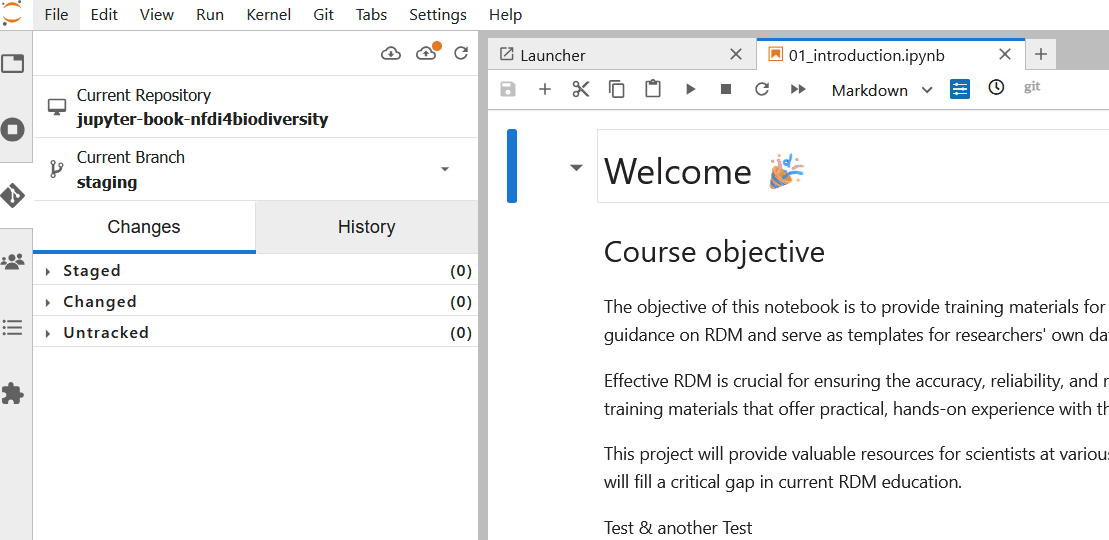 File Edit View Run Kernel Git Tabs Settings Help
Current Repository
jupyter-book-nfdi4biodiversity
Current Branch
staging
Changes History
Staged (0)
Changed (0)
Untracked (0)
Launcher 01_introduction.ipynb
Markdown git
Welcome 🎉
Course objective
The objective of this notebook is to provide training materials for
guidance on RDM and serve as templates for researchers' own da
Effective RDM is crucial for ensuring the accuracy, reliability, and r
training materials that offer practical, hands-on experience with th
This project will provide valuable resources for scientists at various
will fill a critical gap in current RDM education.
Test & another Test